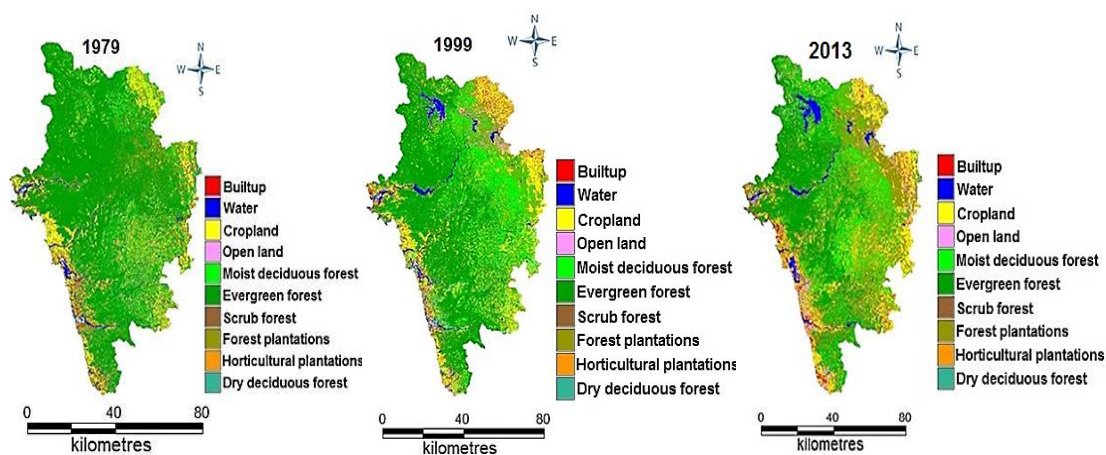 1979
N
W E
S
Builtup
Water
Cropland
Open land
Moist deciduous forest
Evergreen forest
Scrub forest
Forest plantations
Horticultural plantations
Dry deciduous forest
0 40 80
kilometres
1999
N
W E
S
Builtup
Water
Cropland
Open land
Moist deciduous forest
Evergreen forest
Scrub forest
Forest plantations
Horticultural plantations
Dry deciduous forest
0 40 80
kilometres
2013
N
W E
S
Builtup
Water
Cropland
Open land
Moist deciduous forest
Evergreen forest
Scrub forest
Forest plantations
Horticultural plantations
Dry deciduous forest
0 40 80
kilometres